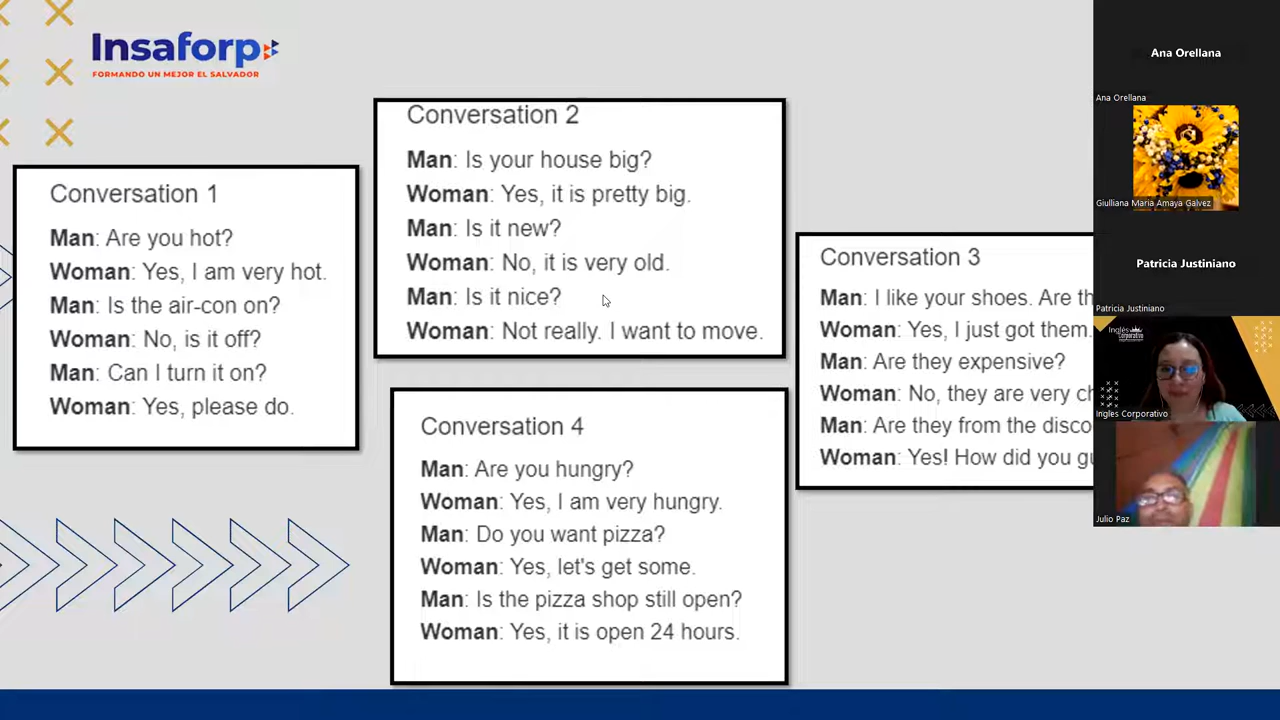 Insaforp
FORMANDO UN MEJOR EL SALVADOR
Conversation 1
Man: Are you hot?
Woman: Yes, I am very hot.
Man: Is the air-con on?
Woman: No, is it off?
Man: Can I turn it on?
Woman: Yes, please do.
Conversation 2
Man: Is your house big?
Woman: Yes, it is pretty big.
Man: Is it new?
Woman: No, it is very old.
Man: Is it nice?
Woman: Not really. I want to move.
Conversation 3
Man: I like your shoes. Are
Woman: Yes, I just got them.
Man: Are they expensive?
Woman: No, they are very
Man: Are they from the
Woman: Yes! How did you
Conversation 4
Man: Are you hungry?
Woman: Yes, I am very hungry.
Man: Do you want pizza?
Woman: Yes, let's get some.
Man: Is the pizza shop still open?
Woman: Yes, it is open 24 hours.
Ana Orellana
Ana Orellana
Giulliana Maria Amaya Galvez
Patricia Justiniano
Patricia Justiniano
Inglés
Corporativo
Ingles Corporativo
Julio Paz